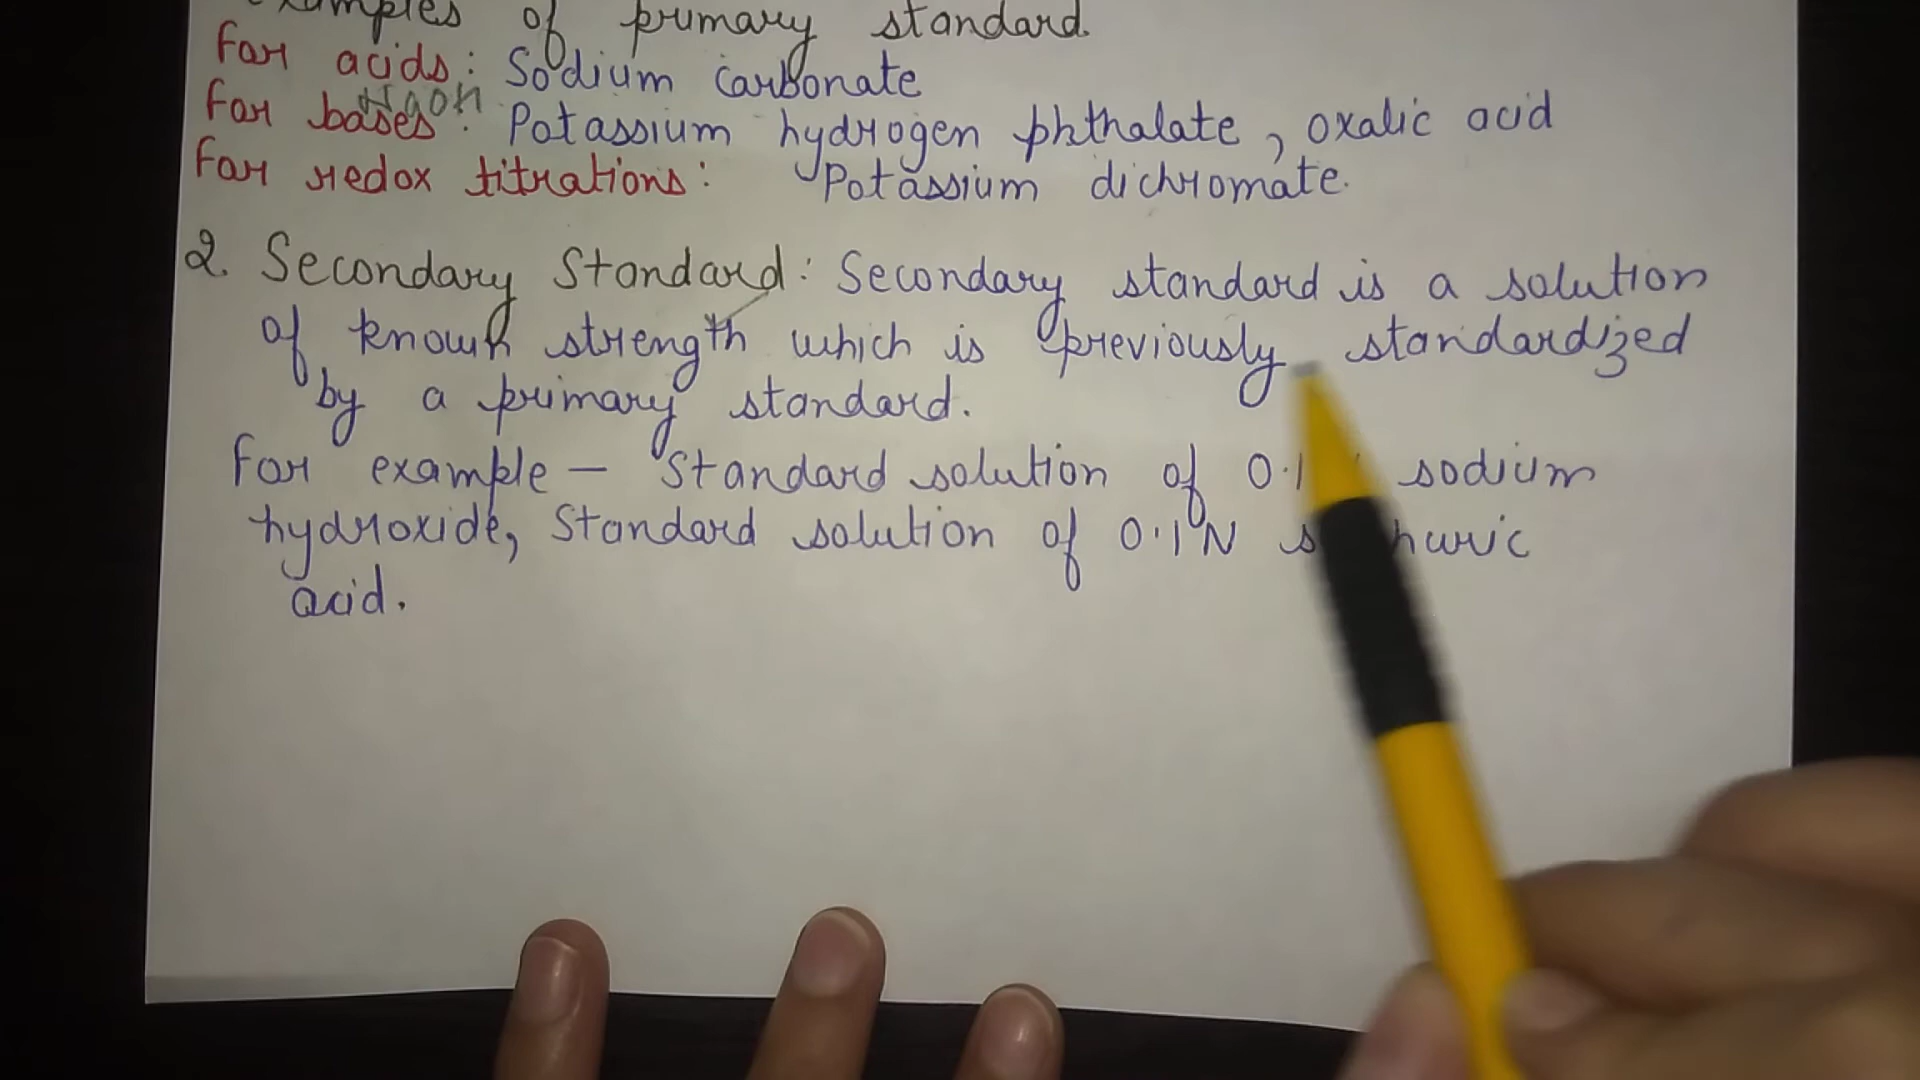 examples of primary standard.
For acids: Sodium carbonate
For bases: Potassium hydrogen phthalate, oxalic acid
For redox titrations: Potassium dichromate.
2. Secondary Standard: Secondary standard is a solution
of known strength which is previously standardized
by a primary standard.
For example – Standard solution of 0.1 sodium
hydroxide, Standard solution of 0.1 N
acid.